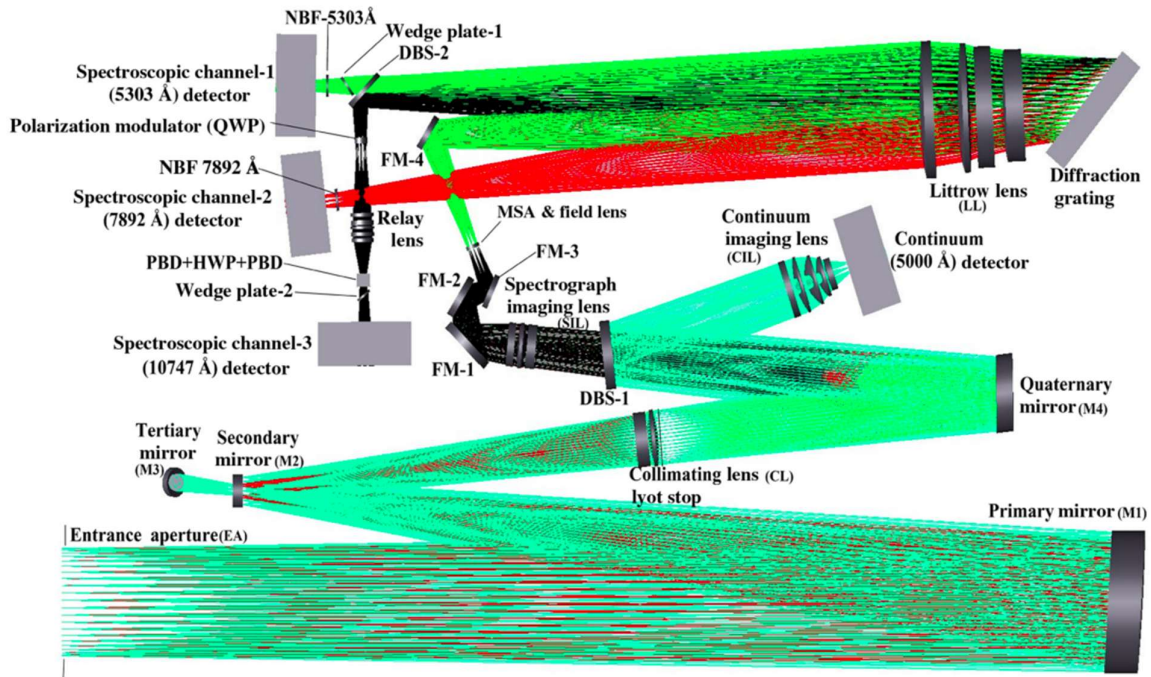 NBF-5303Å
Wedge plate-1
DBS-2
Spectroscopic channel-1
(5303 Å) detector
Polarization modulator (QWP)
FM-4
NBF 7892 Å
Spectroscopic channel-2
(7892 Å) detector
Relay
lens
MSA & field lens
Littrow lens
(LL)
Diffraction
grating
Continuum
imaging lens
(CIL)
Continuum
(5000 Å) detector
PBD+HWP+PBD
Wedge plate-2
FM-2
FM-3
Spectrograph
imaging lens
(SIL)
Spectroscopic channel-3
(10747 Å) detector
FM-1
DBS-1
Quaternary
mirror (M4)
Tertiary
mirror
(M3)
Secondary
mirror (M2)
Collimating lens (CL)
lyot stop
Primary mirror (M1)
Entrance aperture(EA)